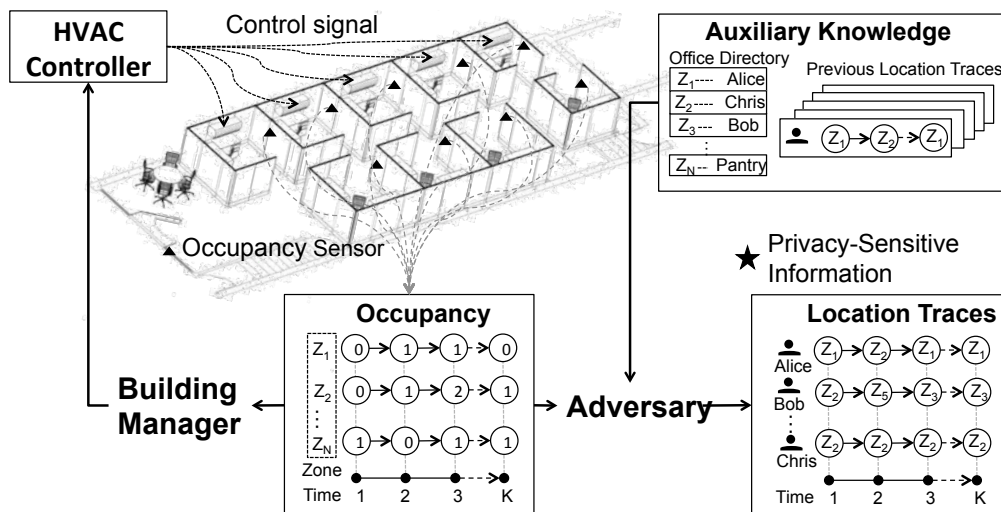 HVAC
Controller
Control signal
Auxiliary Knowledge
Office Directory
Z1---- Alice
Z2---- Chris
Z3--- Bob
⋮
ZN-- Pantry
Previous Location Traces
Z1 Z2 Z1
Occupancy Sensor
Privacy-Sensitive
Information
Occupancy
Z1 0 1 1 0
Z2 0 1 2 1
⋮
ZN 1 0 1 1
Zone
Time 1 2 3 K
Building
Manager
Adversary
Location Traces
Z1 Z2 Z1 Z1
Alice
Z2 Z5 Z3 Z3
Bob
⋮
Z2 Z2 Z2 Z2
Chris
Time 1 2 3 K